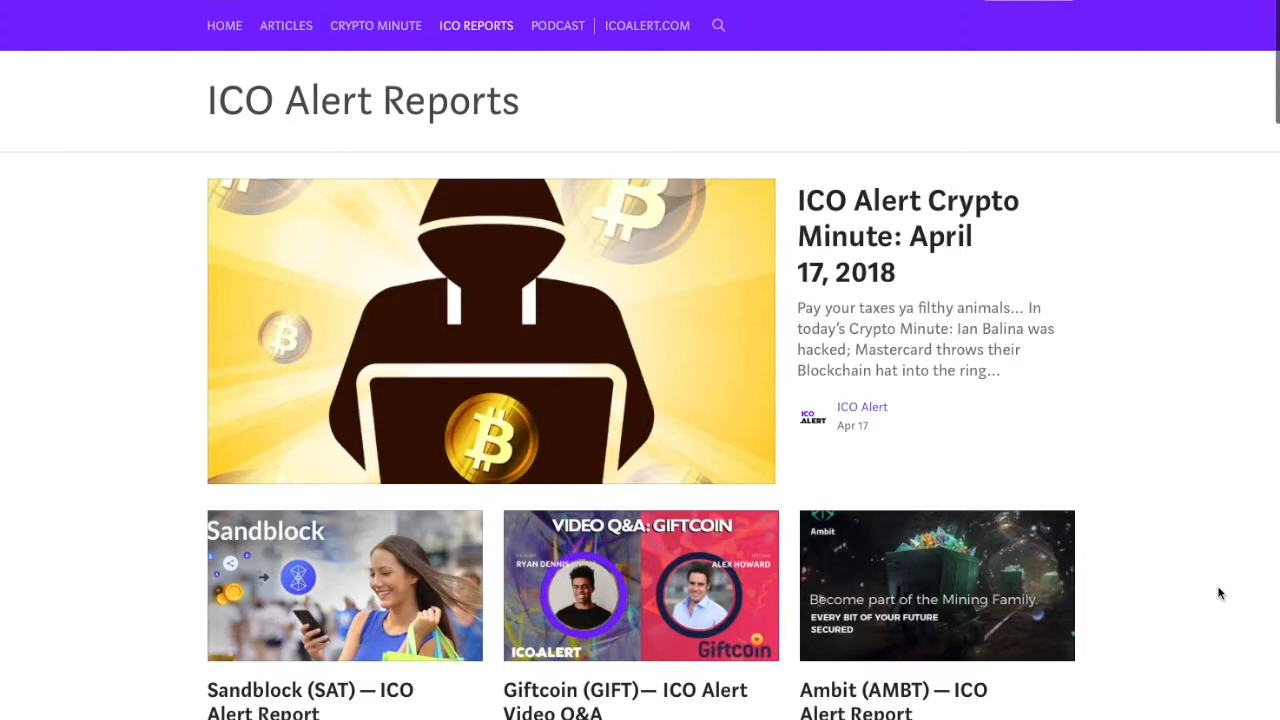 HOME ARTICLES CRYPTO MINUTE ICO REPORTS PODCAST ICOALERT.COM
ICO Alert Reports
ICO Alert Crypto
Minute: April
17, 2018
Pay your taxes ya filthy animals... In
today's Crypto Minute: Ian Balina was
hacked; Mastercard throws their
Blockchain hat into the ring...
ICO
ALERT
ICO Alert
Apr 17
Sandblock
VIDEO Q&A: GIFTCOIN
RYAN DENNIS
ALEX HOWARD
ICOALERT
Giftcoin
Ambit
Become part of the Mining Family.
EVERY BIT OF YOUR FUTURE
SECURED
Sandblock (SAT) — ICO
Alert Report
Giftcoin (GIFT)— ICO Alert
Video Q&A
Ambit (AMBT) — ICO
Alert Report